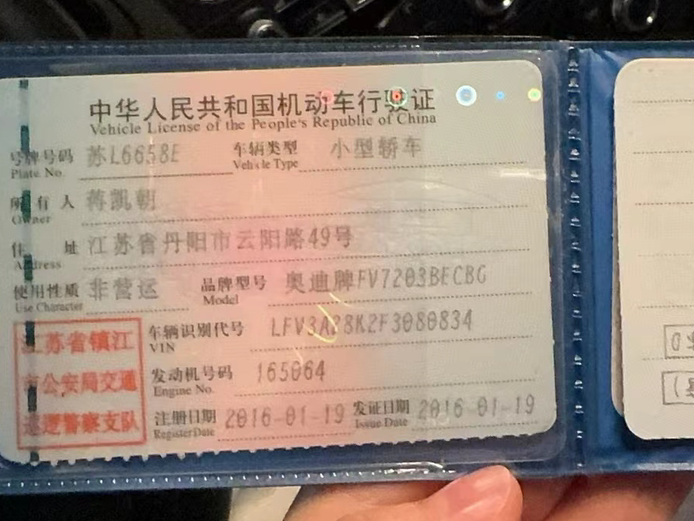 中华人民共和国机动车行驶证
Vehicle License of the People's Republic of China
号牌号码 苏L6658E 车辆类型 小型轿车
Plate No. Vehicle Type
所有人 蒋凯朝
Owner
住址 江苏省丹阳市云阳路49号
Address
使用性质 非营运 品牌型号 奥迪牌FV7203BECBG
Use Character Model
江苏省镇江 车辆识别代号 LFV3A28K2F3080834
VIN
市公安局交通 发动机号码 165064
Engine No.
巡逻警察支队 注册日期 2016-01-19 发证日期 2016-01-19
Register Date Issue Date